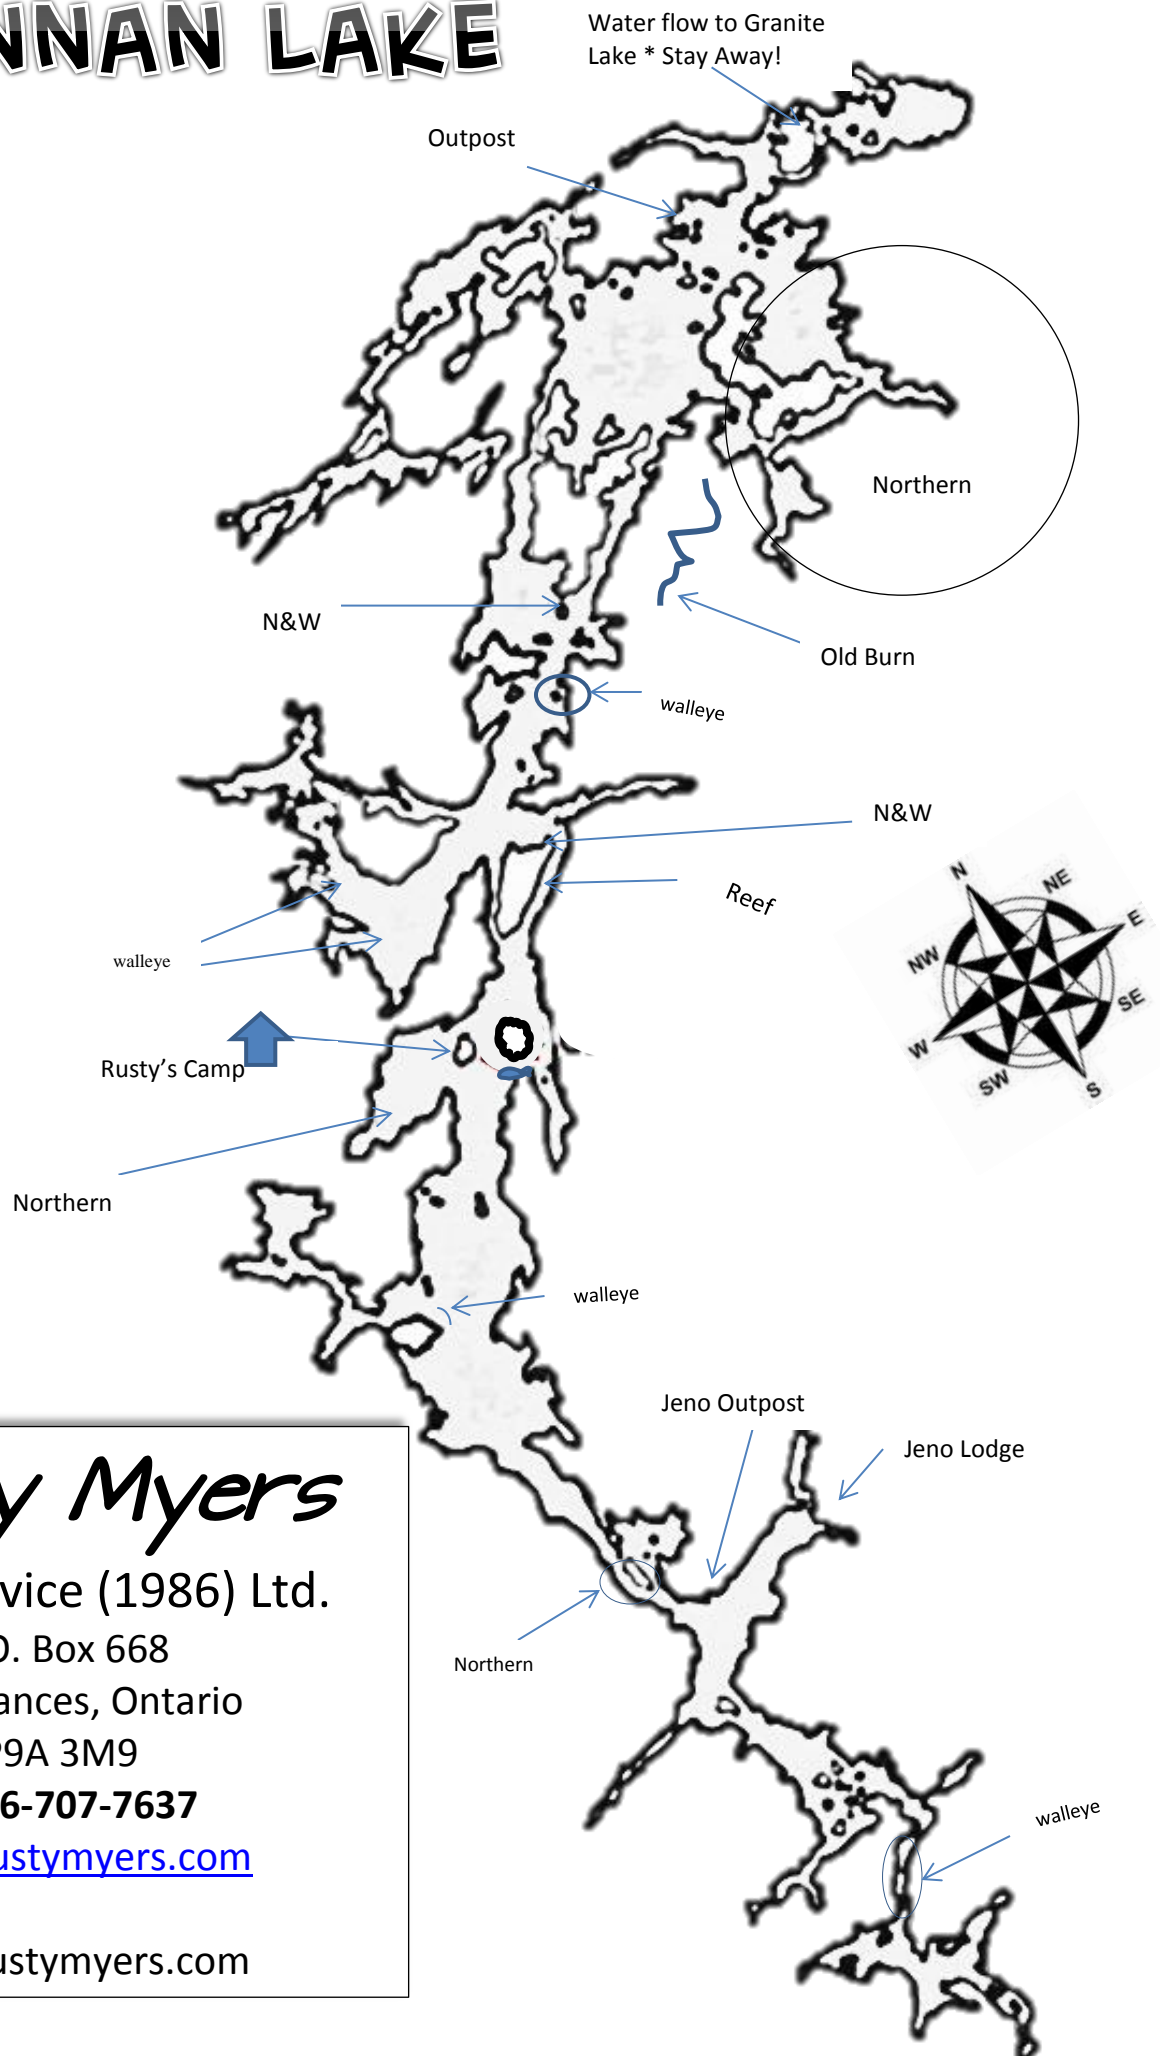 NNAN LAKE
Water flow to Granite
Lake * Stay Away!
Outpost
Northern
N&W
Old Burn
walleye
N&W
Reef
N
NE
E
SE
S
SW
W
NW
walleye
Rusty's Camp
Northern
walleye
Jeno Outpost
Jeno Lodge
Northern
walleye
y Myers
vice (1986) Ltd.
O. Box 668
ances, Ontario
P9A 3M9
6-707-7637
ustymyers.com
ustymyers.com